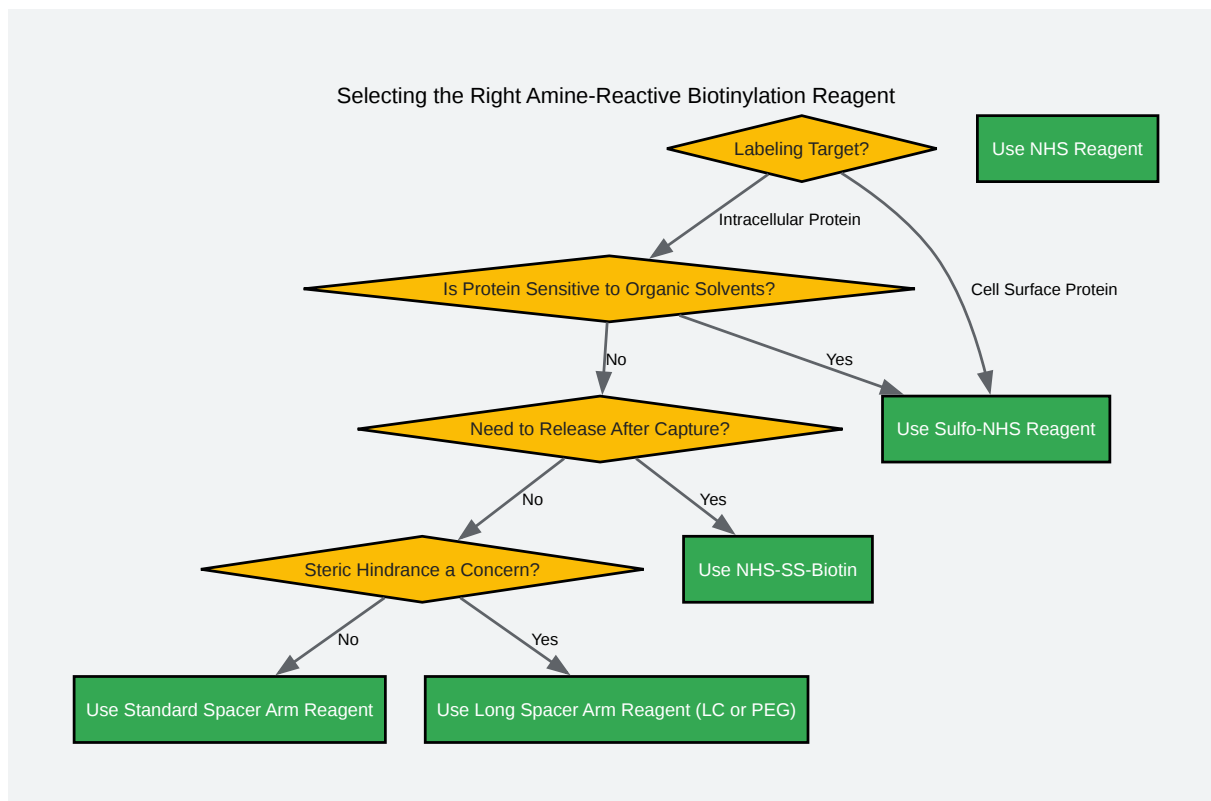 Selecting the Right Amine-Reactive Biotinylation Reagent
Labeling Target?
Use NHS Reagent
Intracellular Protein
Is Protein Sensitive to Organic Solvents?
Cell Surface Protein
No
Yes
Need to Release After Capture?
Use Sulfo-NHS Reagent
No
Yes
Steric Hindrance a Concern?
Use NHS-SS-Biotin
No
Yes
Use Standard Spacer Arm Reagent
Use Long Spacer Arm Reagent (LC or PEG)